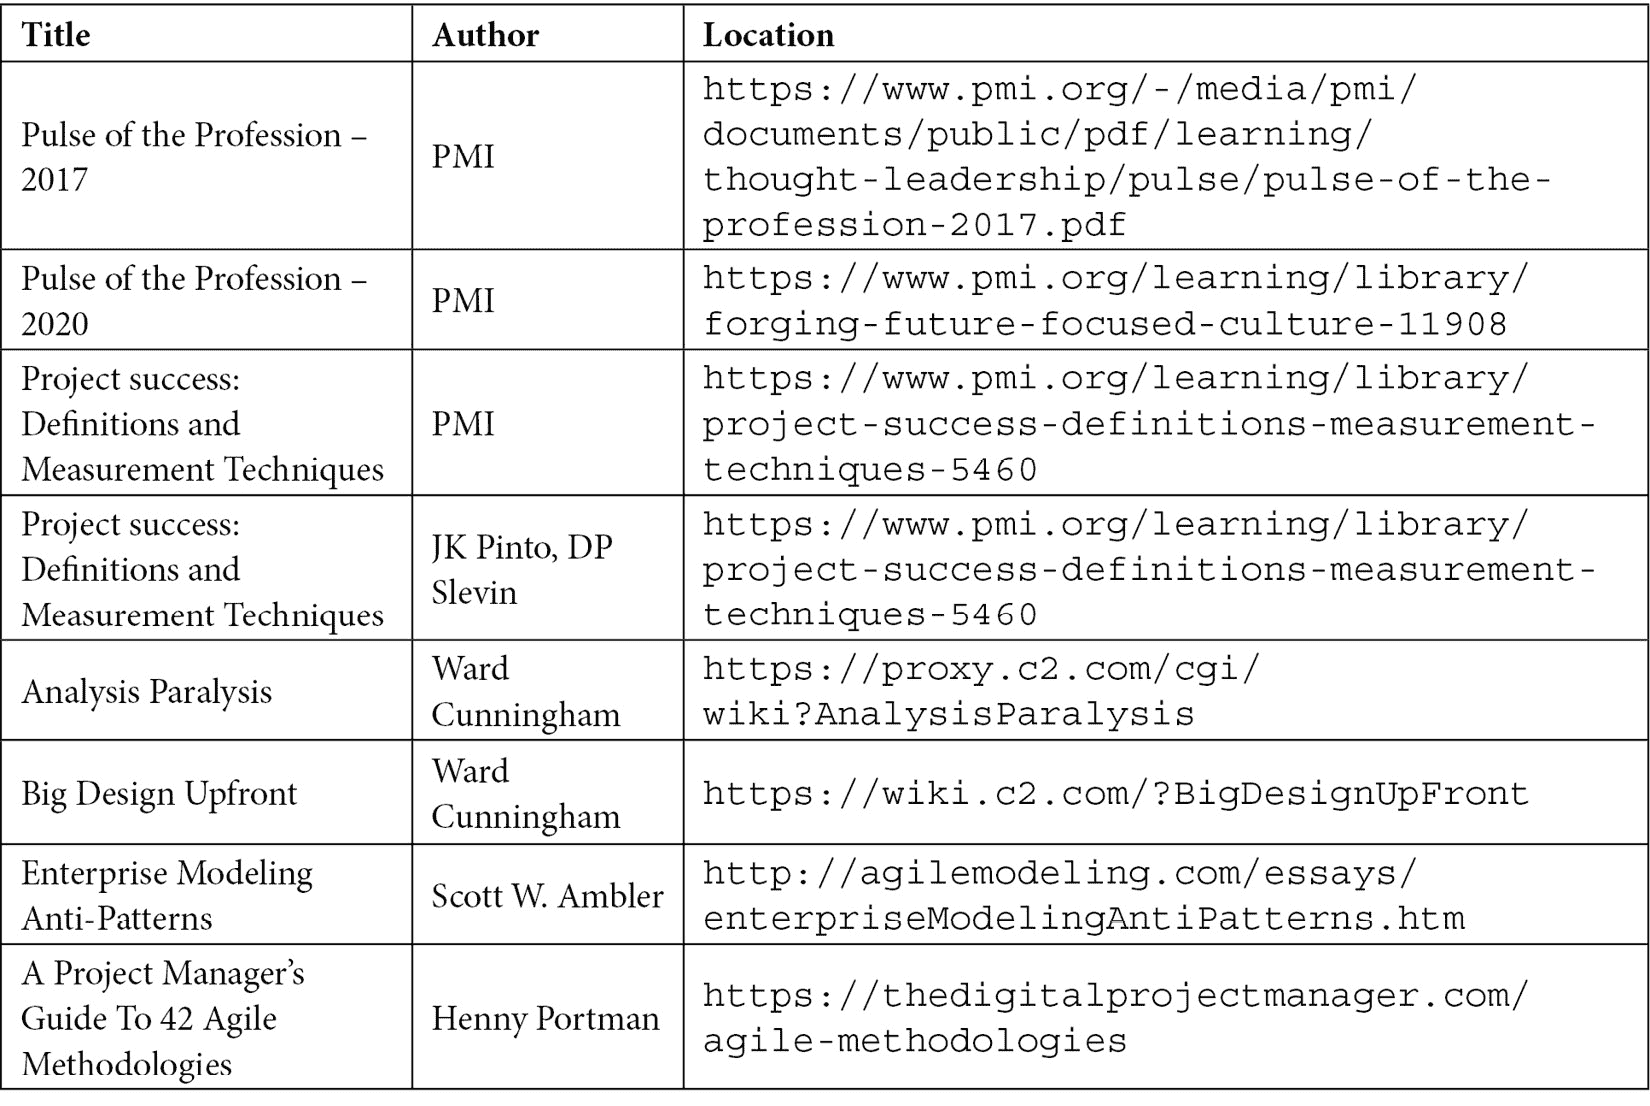 Title Author Location
Pulse of the Profession –
2017
PMI
https://www.pmi.org/-/media/pmi/
documents/public/pdf/learning/
thought-leadership/pulse/pulse-of-the-
profession-2017.pdf
Pulse of the Profession –
2020
PMI
https://www.pmi.org/learning/library/
forging-future-focused-culture-11908
Project success:
Definitions and
Measurement Techniques
PMI
https://www.pmi.org/learning/library/
project-success-definitions-measurement-
techniques-5460
Project success:
Definitions and
Measurement Techniques
JK Pinto, DP
Slevin
https://www.pmi.org/learning/library/
project-success-definitions-measurement-
techniques-5460
Analysis Paralysis
Ward
Cunningham
https://proxy.c2.com/cgi/
wiki?AnalysisParalysis
Big Design Upfront
Ward
Cunningham
https://wiki.c2.com/?BigDesignUpFront
Enterprise Modeling
Anti-Patterns
Scott W. Ambler
http://agilemodeling.com/essays/
enterpriseModelingAntiPatterns.htm
A Project Manager’s
Guide To 42 Agile
Methodologies
Henny Portman
https://thedigitalprojectmanager.com/
agile-methodologies